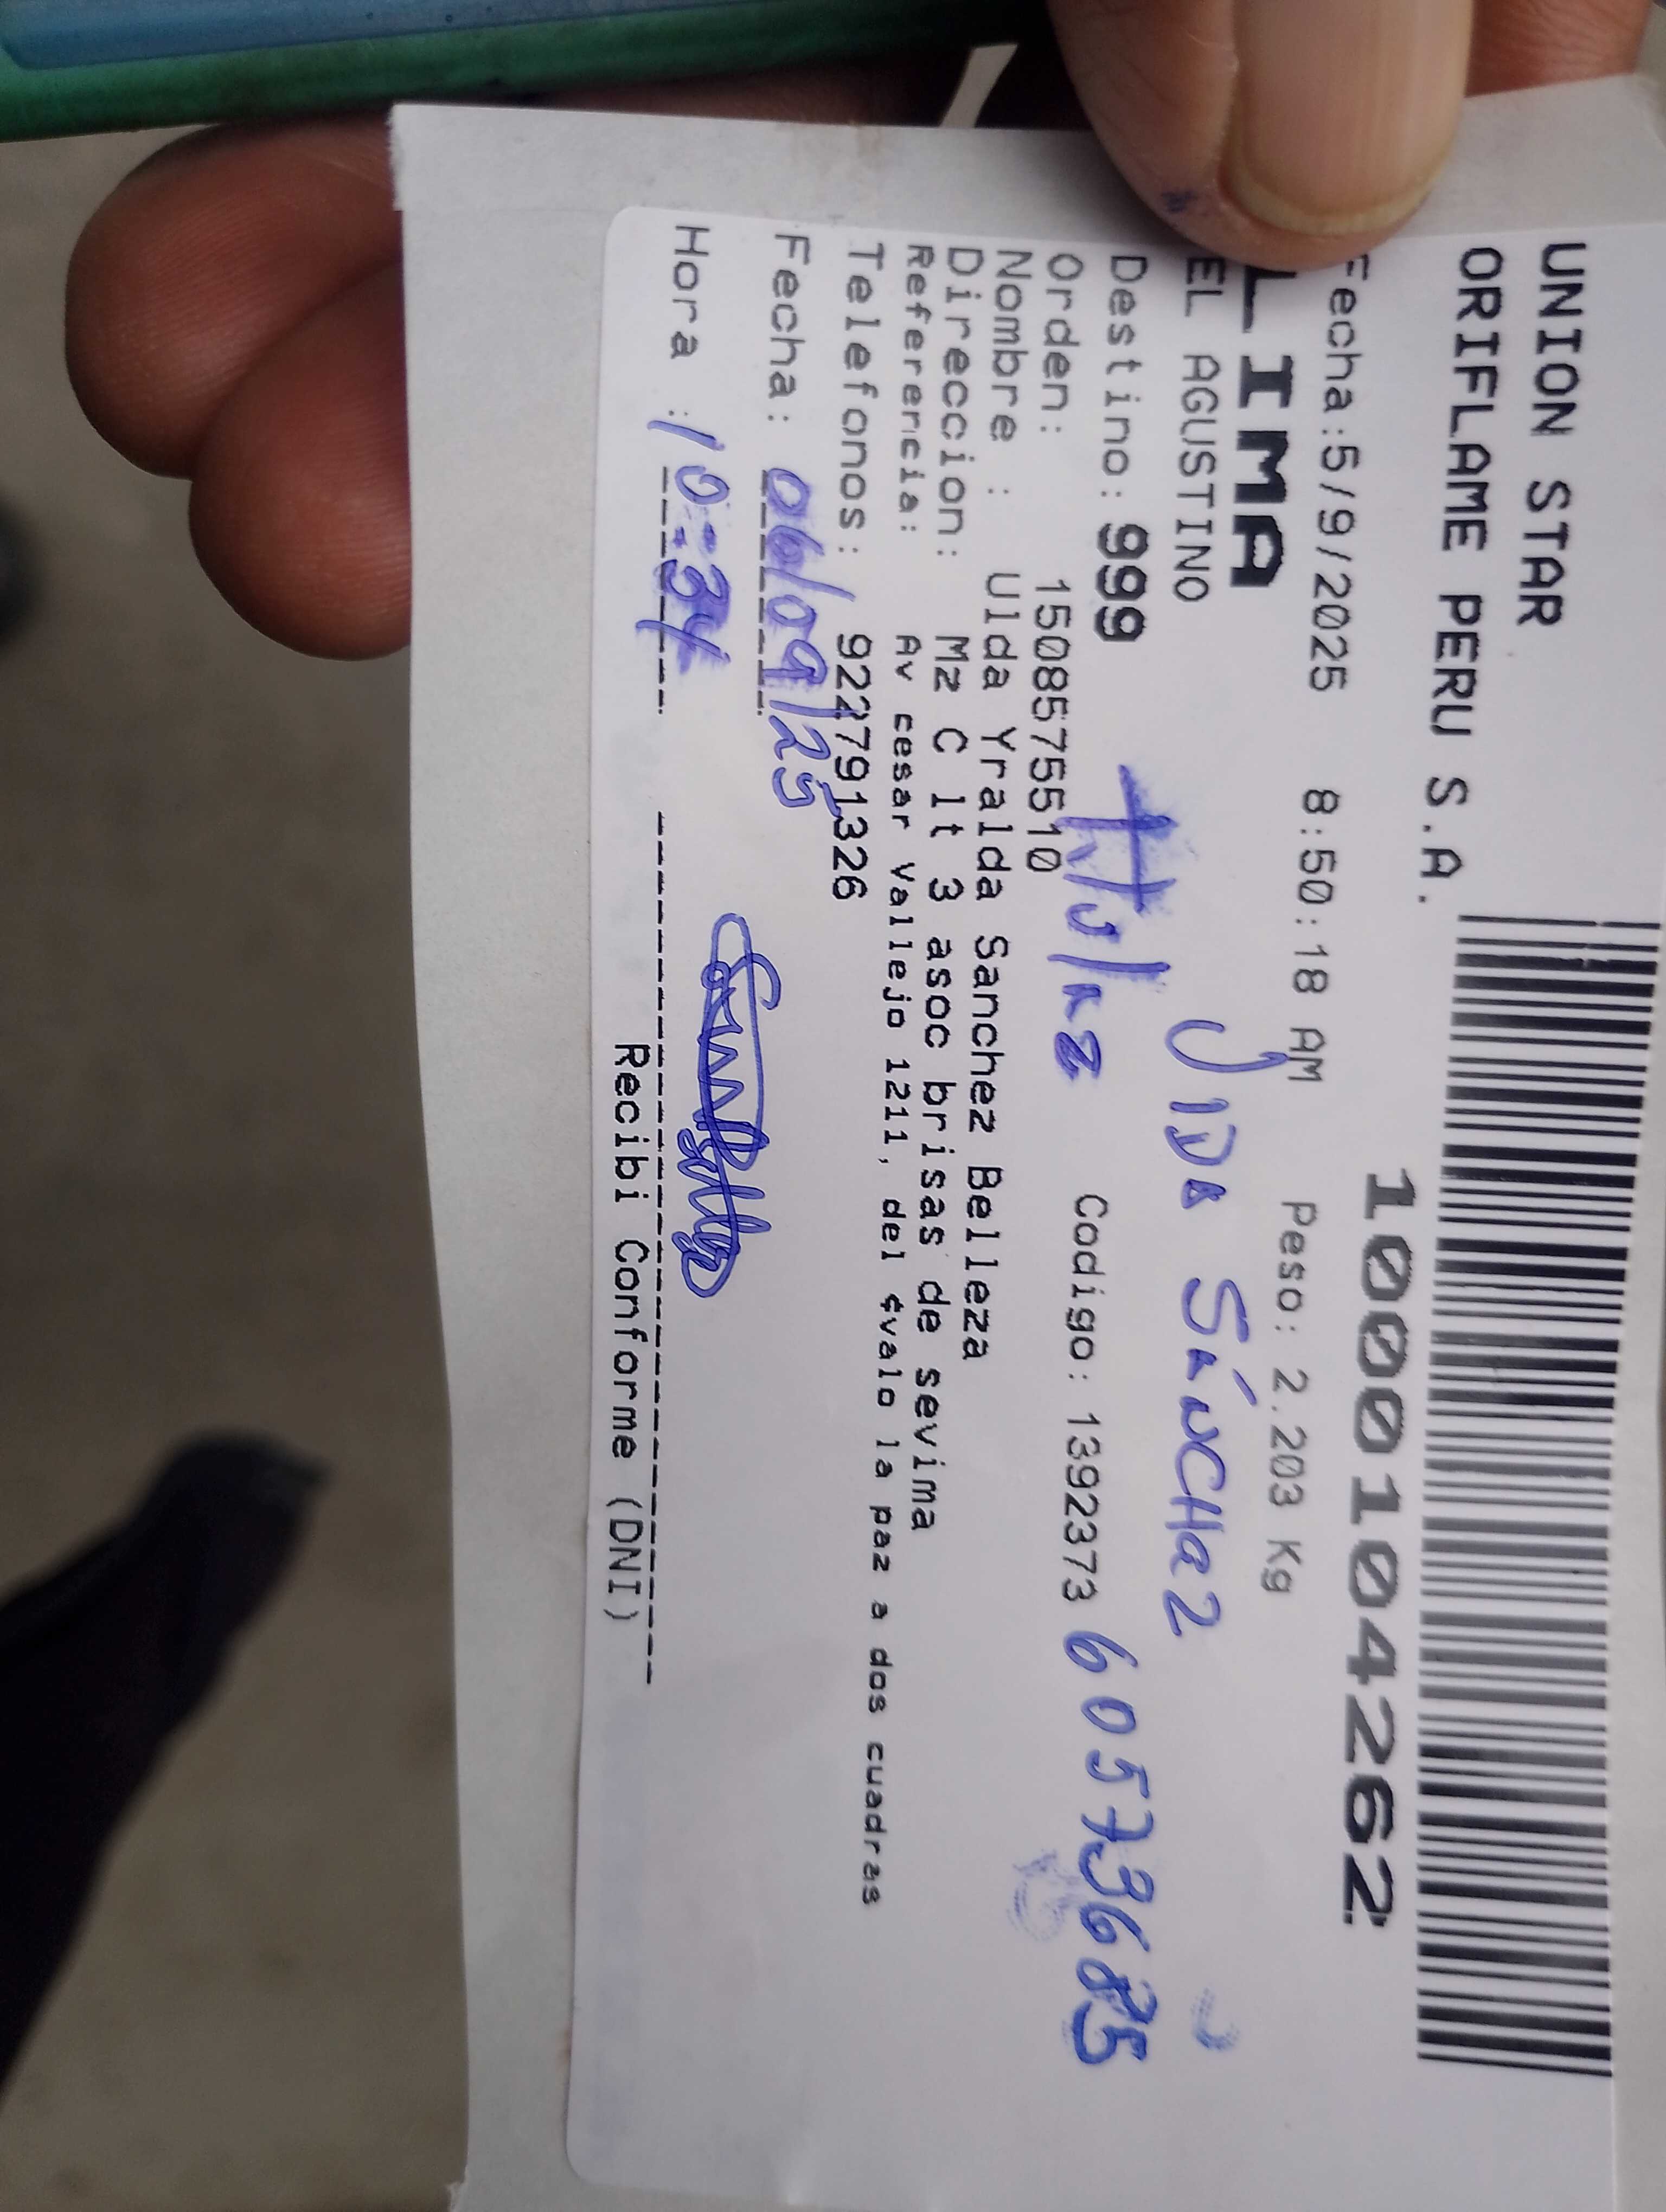 UNION STAR
ORIFLAME PERU S.A.
1000104262
Fecha:5/9/2025 8:50:18 AM Peso: 2.203 Kg
LIMA
EL AGUSTINO
UlDA SÁNCHez
Destino: 999
Codigo: 1392373
Orden: 1508575510
Nombre : Ulda Yralda Sanchez Belleza
Direccion: Mz C lt 3 asoc brisas de sevima
Referencia: Av cesar vallejo 1211, del ¢valo la paz a dos cuadras
Telefonos: 922791326
Fecha: 06/09/25
Hora : 10:34
Recibi Conforme (DNI)